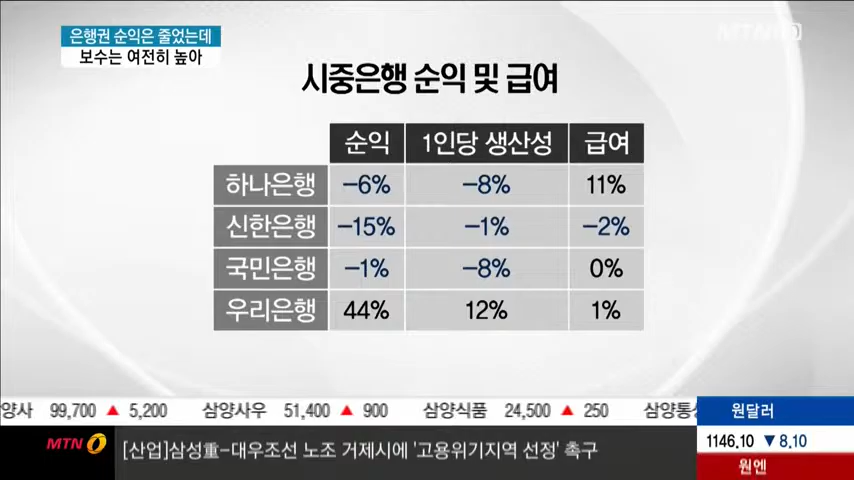 은행권 순익은 줄었는데
보수는 여전히 높아
MTN
시중은행 순익 및 급여
순익 1인당 생산성 급여
하나은행 -6% -8% 11%
신한은행 -15% -1% -2%
국민은행 -1% -8% 0%
우리은행 44% 12% 1%
양사 99,700 ▲ 5,200 삼양사우 51,400 ▲ 900 삼양식품 24,500 ▲ 250 삼양통상
원달러
1146.10 ▼8.10
원엔
MTN
[산업]삼성重-대우조선 노조 거제시에 '고용위기지역 선정' 촉구